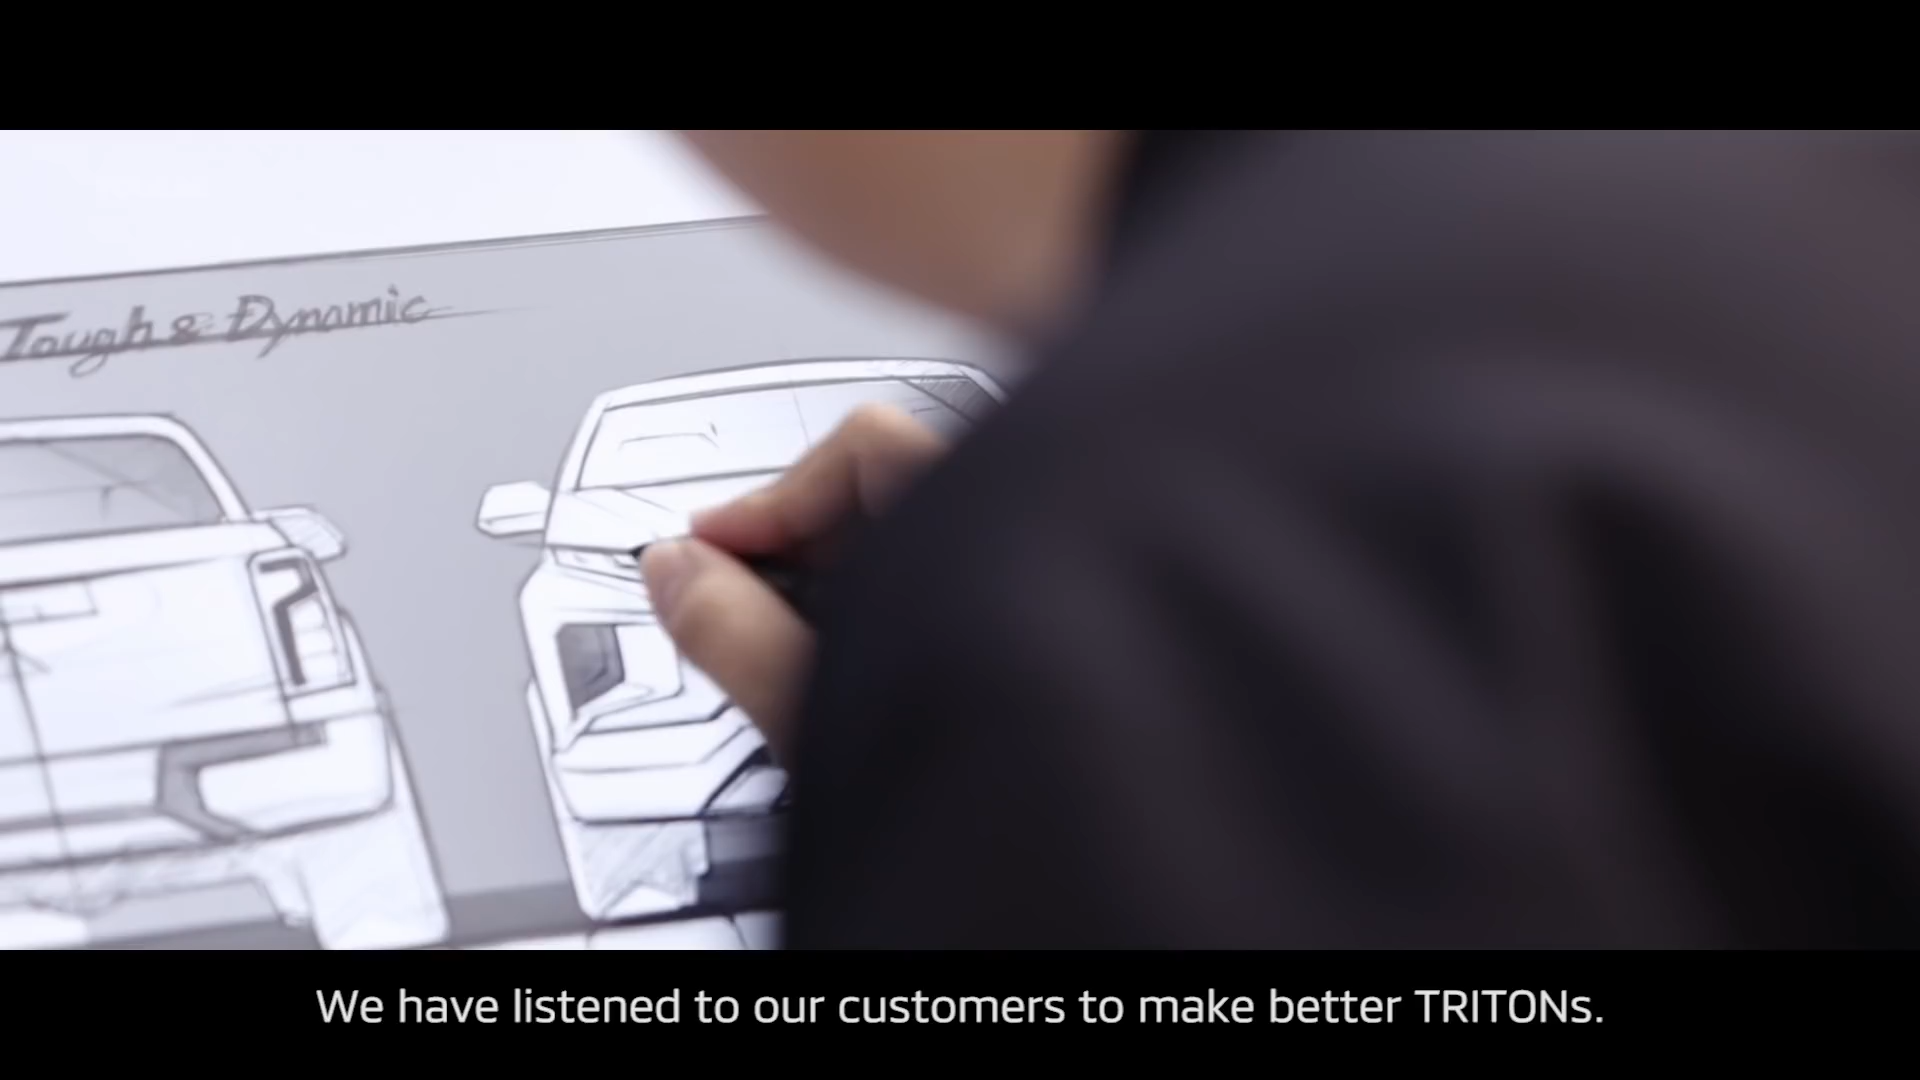 Tough & Dynamic
We have listened to our customers to make better TRITONs.